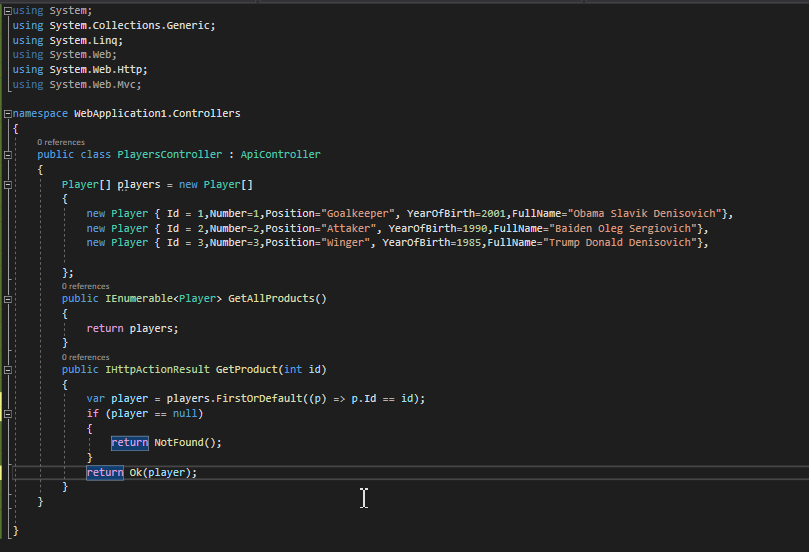 using System;
using System.Collections.Generic;
using System.Linq;
using System.Web;
using System.Web.Http;
using System.Web.Mvc;
namespace WebApplication1.Controllers
{
0 references
public class PlayersController : ApiController
{
Player[] players = new Player[]
{
new Player { Id = 1,Number=1,Position="Goalkeeper", YearOfBirth=2001,FullName="Obama Slavik Denisovich"},
new Player { Id = 2,Number=2,Position="Attaker", YearOfBirth=1990,FullName="Baiden Oleg Sergiovich"},
new Player { Id = 3,Number=3,Position="Winger", YearOfBirth=1985,FullName="Trump Donald Denisovich"},
};
0 references
public IEnumerable<Player> GetAllProducts()
{
return players;
}
0 references
public IHttpActionResult GetProduct(int id)
{
var player = players.FirstOrDefault((p) => p.Id == id);
if (player == null)
{
return NotFound();
}
return Ok(player);
}
}
}